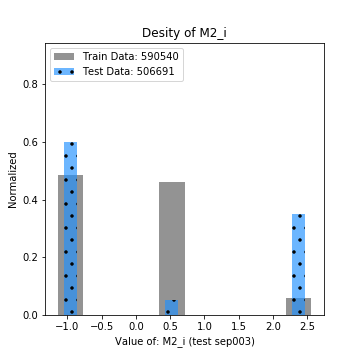 Desity of M2_i
Train Data: 590540
Test Data: 506691
Normalized
0.8
0.6
0.4
0.2
0.0
−1.0 −0.5 0.0 0.5 1.0 1.5 2.0 2.5
Value of: M2_i (test sep003)